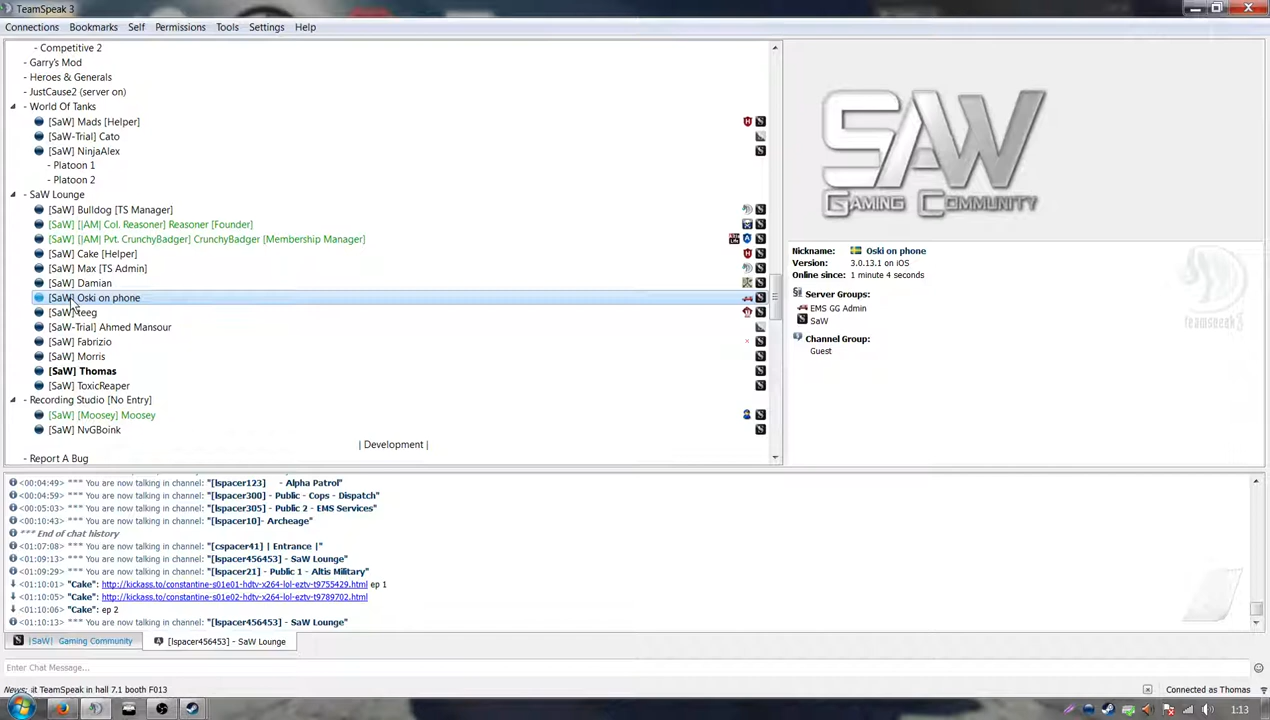 TeamSpeak 3
Connections Bookmarks Self Permissions Tools Settings Help
- Competitive 2
- Garry's Mod
- Heroes & Generals
- JustCause2 (server on)
- World Of Tanks
[SaW] Mads [Helper]
[SaW-Trial] Cato
[SaW] NinjaAlex
- Platoon 1
- Platoon 2
- SaW Lounge
[SaW] Bulldog [TS Manager]
[SaW] [|AM| Col. Reasoner] Reasoner [Founder]
[SaW] [|AM| Pvt. CrunchyBadger] CrunchyBadger [Membership Manager]
[SaW] Cake [Helper]
[SaW] Max [TS Admin]
[SaW] Damian
[SaW] Oski on phone
[SaW] Teeg
[SaW-Trial] Ahmed Mansour
[SaW] Fabrizio
[SaW] Morris
[SaW] Thomas
[SaW] ToxicReaper
- Recording Studio [No Entry]
[SaW] [Moosey] Moosey
[SaW] NvGBoink
| Development |
- Report A Bug
SAW
GAMING COMMUNITY
Nickname: Oski on phone
Version: 3.0.13.1 on iOS
Online since: 1 minute 4 seconds
Server Groups:
EMS GG Admin
SaW
Channel Group:
Guest
teamspeak3
<00:04:49> *** You are now talking in channel: "[lspacer123] - Alpha Patrol"
<00:04:59> *** You are now talking in channel: "[lspacer300] - Public - Cops - Dispatch"
<00:05:03> *** You are now talking in channel: "[lspacer305] - Public 2 - EMS Services"
<00:10:43> *** You are now talking in channel: "[lspacer10]- Archeage"
*** End of chat history
<01:07:08> *** You are now talking in channel: "[cspacer41] | Entrance |"
<01:09:13> *** You are now talking in channel: "[lspacer456453] - SaW Lounge"
<01:09:29> *** You are now talking in channel: "[lspacer21] - Public 1 - Altis Military"
<01:10:01> "Cake": http://kickass.to/constantine-s01e01-hdtv-x264-lol-eztv-t9755429.html ep 1
<01:10:05> "Cake": http://kickass.to/constantine-s01e02-hdtv-x264-lol-eztv-t9789702.html
<01:10:06> "Cake": ep 2
<01:10:13> *** You are now talking in channel: "[lspacer456453] - SaW Lounge"
[SaW] Gaming Community [lspacer456453] - SaW Lounge
Enter Chat Message...
News: it TeamSpeak in hall 7.1 booth F013 Connected as Thomas
1:13